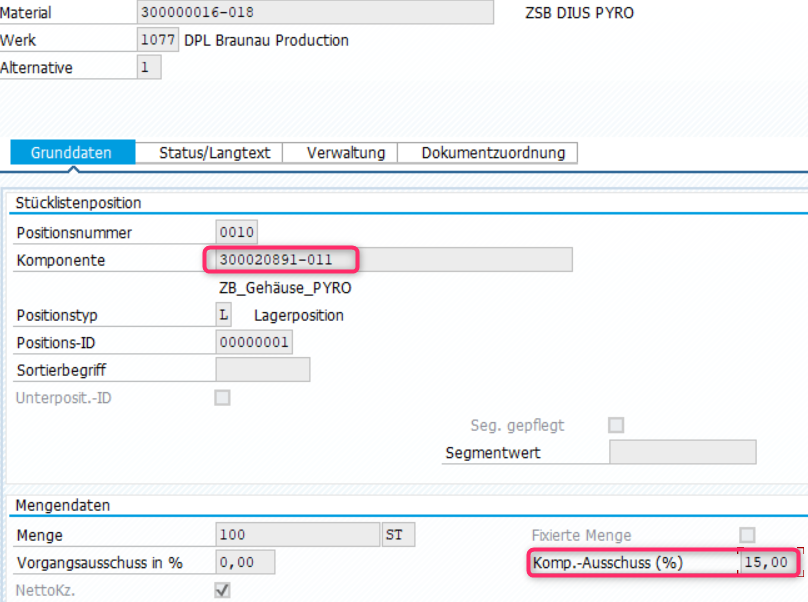 Material 300000016-018 ZSB DIUS PYRO
Werk 1077 DPL Braunau Production
Alternative 1
Grunddaten Status/Langtext Verwaltung Dokumentzuordnung
Stücklistenposition
Positionsnummer 0010
Komponente 300020891-011
ZB_Gehäuse_PYRO
Positionstyp L Lagerposition
Positions-ID 00000001
Sortierbegriff
Unterposit.-ID
Seg. gepflegt
Segmentwert
Mengendaten
Menge 100 ST Fixierte Menge
Vorgangsausschuss in % 0,00 Komp.-Ausschuss (%) 15,00
NettoKz.